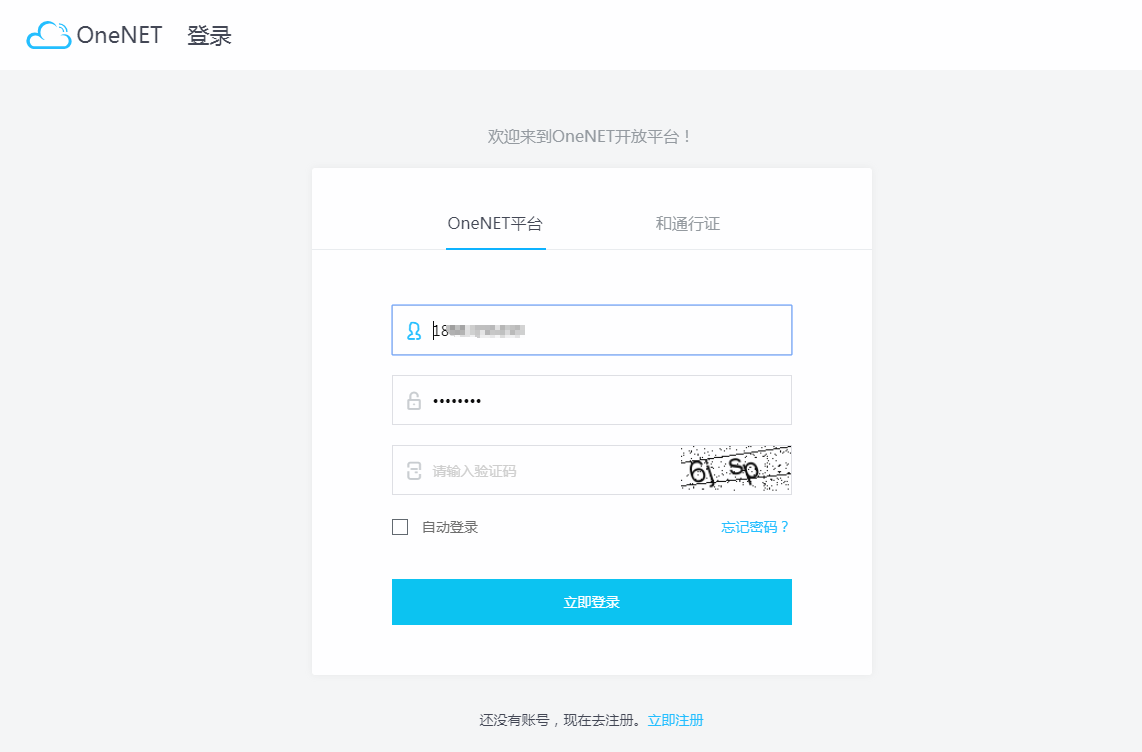 OneNET 登录
欢迎来到OneNET开放平台！
OneNET平台 和通行证
18
••••••••
请输入验证码 6j sp
自动登录 忘记密码？
立即登录
还没有账号，现在去注册。立即注册